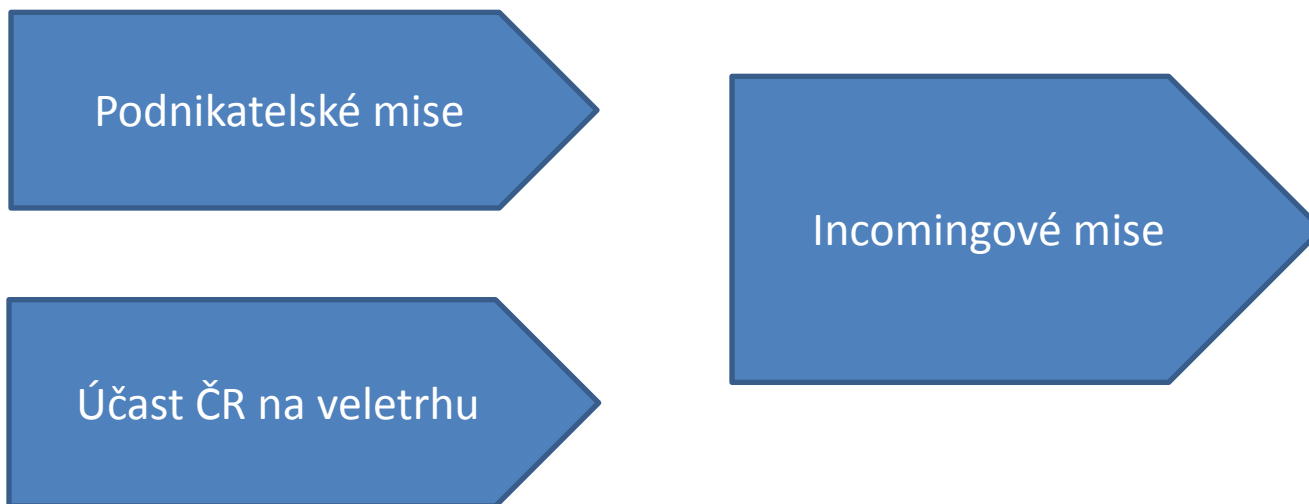 Podnikatelské mise
Účast ČR na veletrhu
Incomingové mise